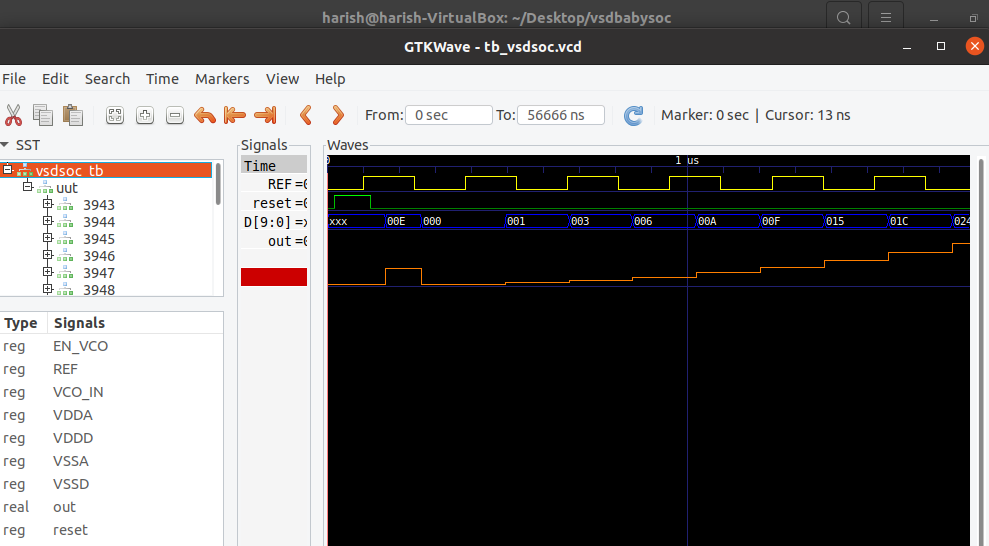 harish@harish-VirtualBox: ~/Desktop/vsdbabysoc
GTKWave - tb_vsdsoc.vcd
File Edit Search Time Markers View Help
From: 0 sec To: 56666 ns Marker: 0 sec | Cursor: 13 ns
SST
vsdsoc_tb
uut
3943
3944
3945
3946
3947
3948
Type Signals
reg EN_VCO
reg REF
reg VCO_IN
reg VDDA
reg VDDD
reg VSSA
reg VSSD
real out
reg reset
Signals
Time
REF =0
reset =0
D[9:0] =x
out =0
Waves
0 1 us
xxx 00E 000 001 003 006 00A 00F 015 01C 024